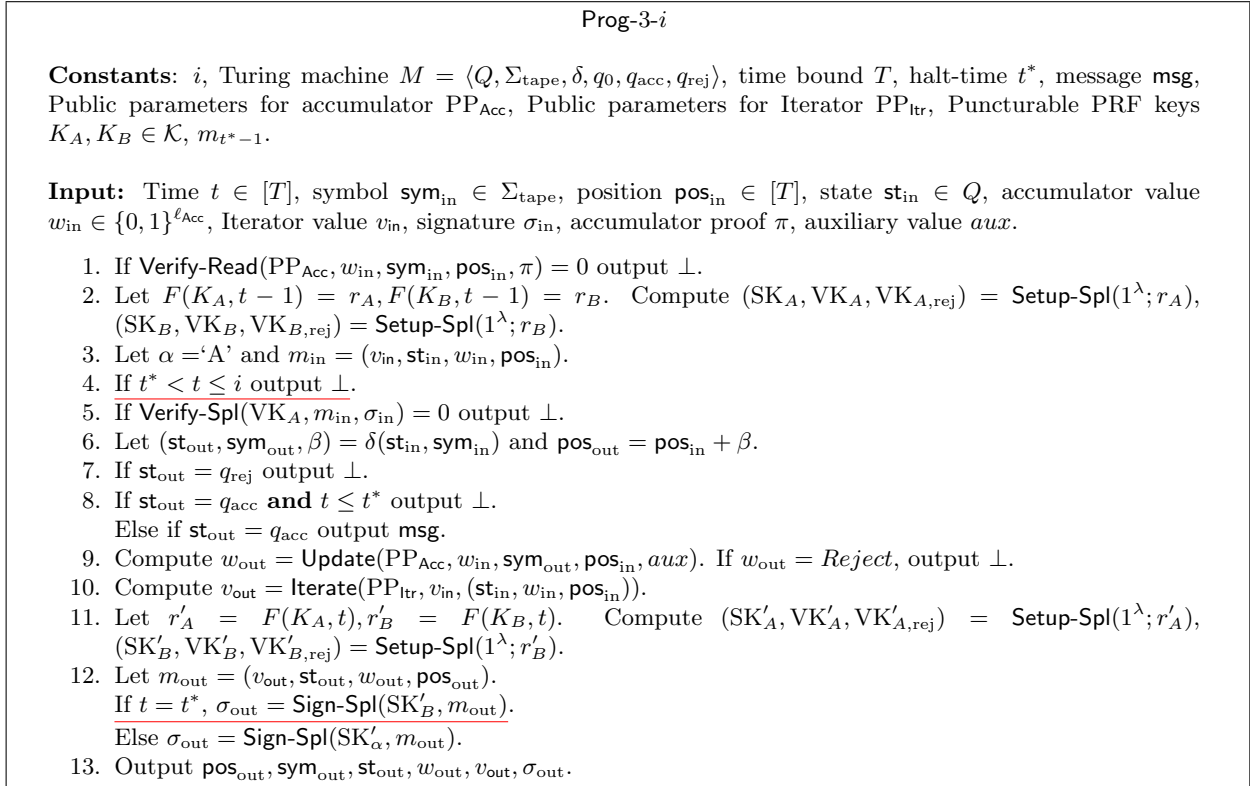 Prog-3-i
Constants: i, Turing machine M = ⟨Q, Σ_tape, δ, q_0, q_acc, q_rej⟩, time bound T, halt-time t*, message msg,
Public parameters for accumulator PP_Acc, Public parameters for Iterator PP_Itr, Puncturable PRF keys
K_A, K_B ∈ 𝒦, m_{t*−1}.
Input: Time t ∈ [T], symbol sym_in ∈ Σ_tape, position pos_in ∈ [T], state st_in ∈ Q, accumulator value
w_in ∈ {0, 1}^{ℓ_Acc}, Iterator value v_in, signature σ_in, accumulator proof π, auxiliary value aux.
1. If Verify-Read(PP_Acc, w_in, sym_in, pos_in, π) = 0 output ⊥.
2. Let F(K_A, t − 1) = r_A, F(K_B, t − 1) = r_B. Compute (SK_A, VK_A, VK_{A,rej}) = Setup-Spl(1^λ; r_A),
(SK_B, VK_B, VK_{B,rej}) = Setup-Spl(1^λ; r_B).
3. Let α =‘A’ and m_in = (v_in, st_in, w_in, pos_in).
4. If t* < t ≤ i output ⊥.
5. If Verify-Spl(VK_A, m_in, σ_in) = 0 output ⊥.
6. Let (st_out, sym_out, β) = δ(st_in, sym_in) and pos_out = pos_in + β.
7. If st_out = q_rej output ⊥.
8. If st_out = q_acc and t ≤ t* output ⊥.
Else if st_out = q_acc output msg.
9. Compute w_out = Update(PP_Acc, w_in, sym_out, pos_in, aux). If w_out = Reject, output ⊥.
10. Compute v_out = Iterate(PP_Itr, v_in, (st_in, w_in, pos_in)).
11. Let r′_A = F(K_A, t), r′_B = F(K_B, t). Compute (SK′_A, VK′_A, VK′_{A,rej}) = Setup-Spl(1^λ; r′_A),
(SK′_B, VK′_B, VK′_{B,rej}) = Setup-Spl(1^λ; r′_B).
12. Let m_out = (v_out, st_out, w_out, pos_out).
If t = t*, σ_out = Sign-Spl(SK′_B, m_out).
Else σ_out = Sign-Spl(SK′_α, m_out).
13. Output pos_out, sym_out, st_out, w_out, v_out, σ_out.